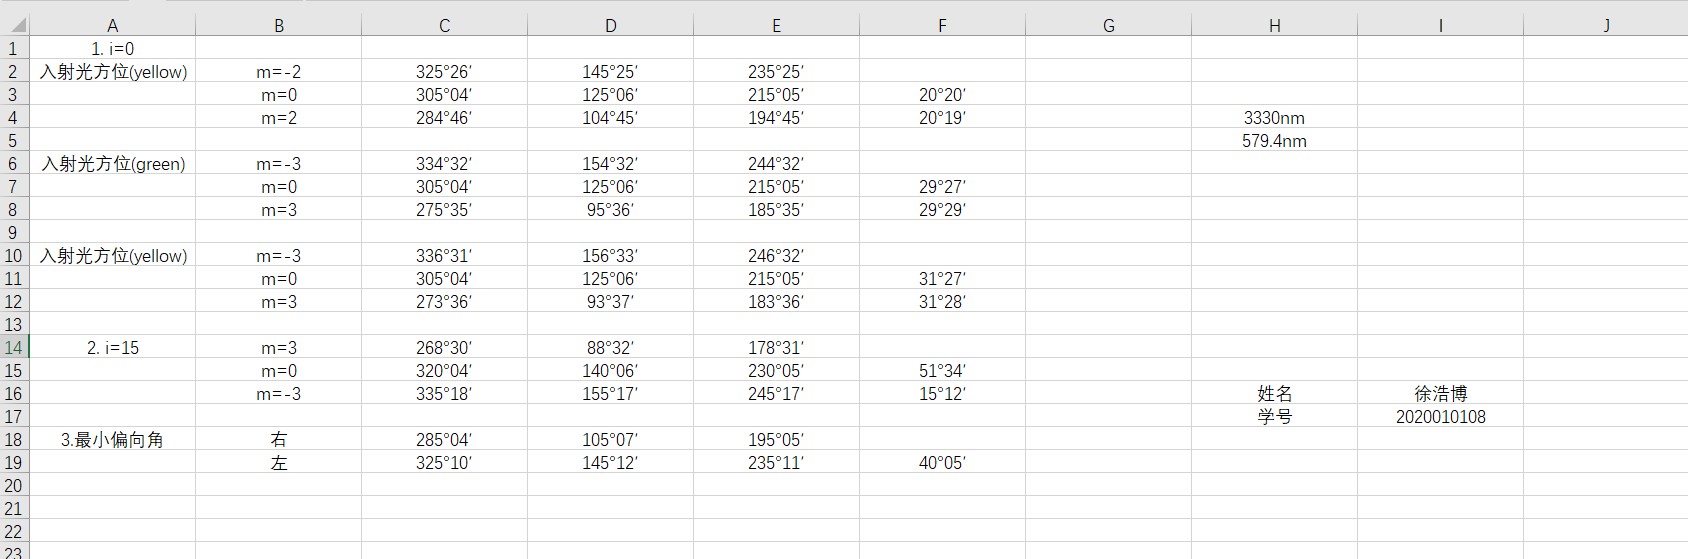 A B C D E F G H I J
1 1. i=0
2 入射光方位(yellow) m=-2 325°26′ 145°25′ 235°25′
3 m=0 305°04′ 125°06′ 215°05′ 20°20′
4 m=2 284°46′ 104°45′ 194°45′ 20°19′ 3330nm
5 579.4nm
6 入射光方位(green) m=-3 334°32′ 154°32′ 244°32′
7 m=0 305°04′ 125°06′ 215°05′ 29°27′
8 m=3 275°35′ 95°36′ 185°35′ 29°29′
9
10 入射光方位(yellow) m=-3 336°31′ 156°33′ 246°32′
11 m=0 305°04′ 125°06′ 215°05′ 31°27′
12 m=3 273°36′ 93°37′ 183°36′ 31°28′
13
14 2. i=15 m=3 268°30′ 88°32′ 178°31′
15 m=0 320°04′ 140°06′ 230°05′ 51°34′
16 m=-3 335°18′ 155°17′ 245°17′ 15°12′ 姓名 徐浩博
17 学号 2020010108
18 3.最小偏向角 右 285°04′ 105°07′ 195°05′
19 左 325°10′ 145°12′ 235°11′ 40°05′
20
21
22
23